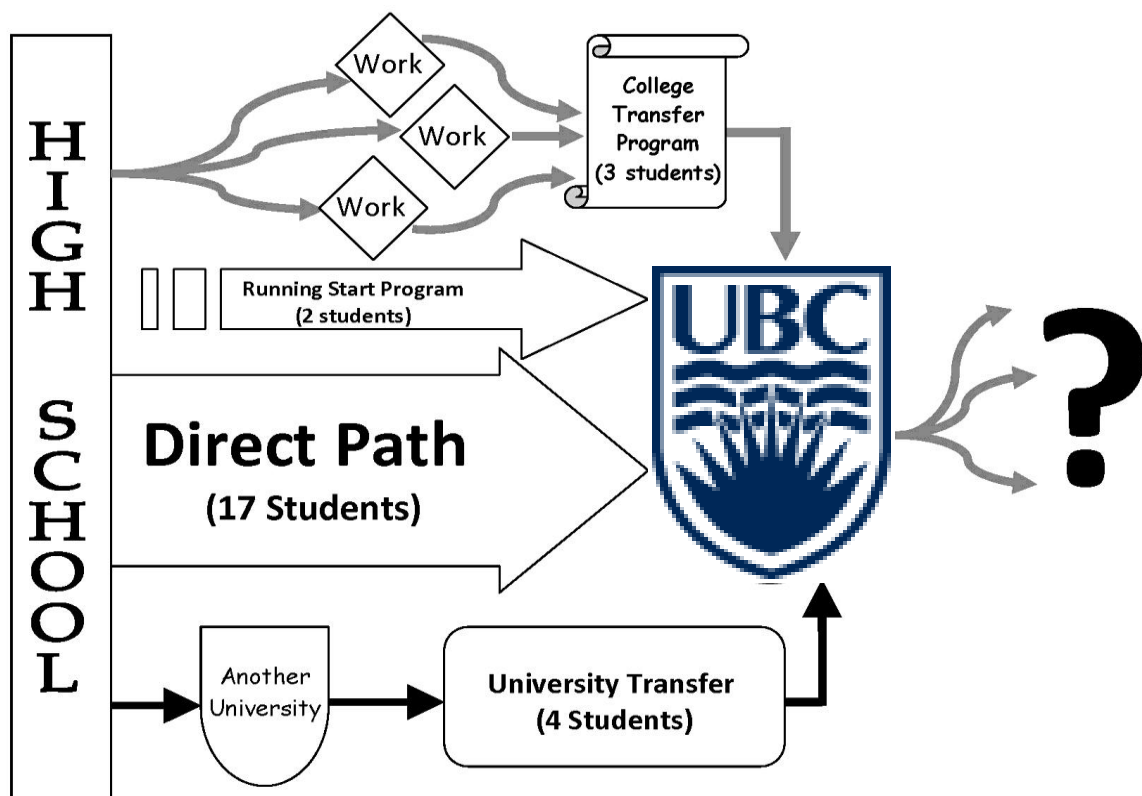 HIGH SCHOOL
Work
Work
Work
College
Transfer
Program
(3 students)
Running Start Program
(2 students)
Direct Path
(17 Students)
UBC
?
Another
University
University Transfer
(4 Students)